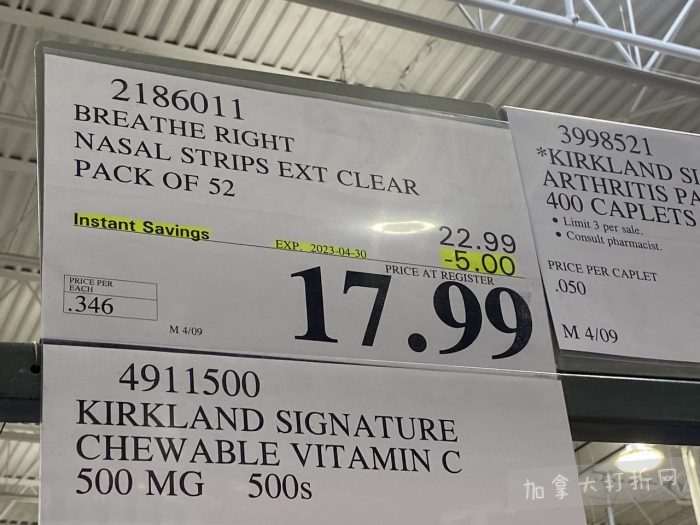 2186011
BREATHE RIGHT
NASAL STRIPS EXT CLEAR
PACK OF 52
Instant Savings
EXP. 2023-04-30
22.99
-5.00
PRICE AT REGISTER
17.99
PRICE PER
EACH
.346
M 4/09
3998521
*KIRKLAND SI
ARTHRITIS PA
400 CAPLETS
• Limit 3 per sale.
• Consult pharmacist.
PRICE PER CAPLET
.050
M 4/09
4911500
KIRKLAND SIGNATURE
CHEWABLE VITAMIN C
500 MG 500s
加拿大打折网